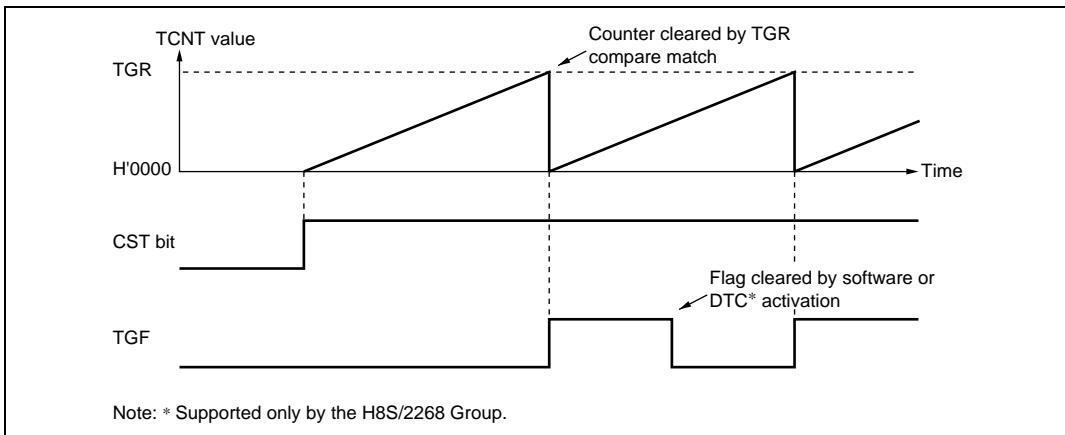 TCNT value
Counter cleared by TGR
compare match
TGR
H'0000
Time
CST bit
Flag cleared by software or
DTC* activation
TGF
Note: * Supported only by the H8S/2268 Group.